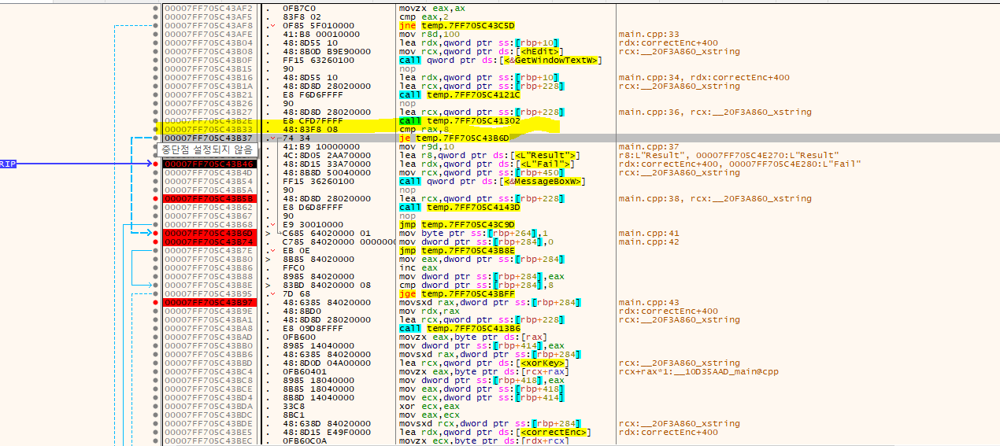 00007FF705C43AF2 . 0FB7C0 movzx eax,ax
00007FF705C43AF5 . 83F8 02 cmp eax,2
00007FF705C43AF8 . 0F85 5F010000 jne temp.7FF705C43C5D
00007FF705C43AFE . 41:B8 00010000 mov r8d,100 main.cpp:33
00007FF705C43B04 . 48:8D55 10 lea rdx,qword ptr ss:[rbp+10] rdx:correctEnc+400
00007FF705C43B08 . 48:8B0D B9E90000 mov rcx,qword ptr ds:[<hEdit>] rcx:__20F3A860_xstring
00007FF705C43B0F . FF15 63260100 call qword ptr ds:[<&GetWindowTextW>]
00007FF705C43B15 . 90 nop
00007FF705C43B16 . 48:8D55 10 lea rdx,qword ptr ss:[rbp+10] main.cpp:34, rdx:correctEnc+400
00007FF705C43B1A . 48:8D8D 28020000 lea rcx,qword ptr ss:[rbp+228] rcx:__20F3A860_xstring
00007FF705C43B21 . E8 F6D6FFFF call temp.7FF705C4121C
00007FF705C43B26 . 90 nop
00007FF705C43B27 . 48:8D8D 28020000 lea rcx,qword ptr ss:[rbp+228] main.cpp:36, rcx:__20F3A860_xstring
00007FF705C43B2E . E8 CFD7FFFF call temp.7FF705C41302
00007FF705C43B33 . 48:83F8 08 cmp rax,8
00007FF705C43B37 . 74 34 je temp.7FF705C43B6D
중단점 설정되지 않음 . 41:B9 10000000 mov r9d,10 main.cpp:37
. 4C:8D05 2AA70000 lea r8,qword ptr ds:[<L"Result">] r8:L"Result", 00007FF705C4E270:L"Result"
RIP 00007FF705C43B46 . 48:8D15 33A70000 lea rdx,qword ptr ds:[<L"Fail">] rdx:correctEnc+400, 00007FF705C4E280:L"Fail"
00007FF705C43B4D . 48:8B8D 50040000 mov rcx,qword ptr ss:[rbp+450] rcx:__20F3A860_xstring
00007FF705C43B54 . FF15 36260100 call qword ptr ds:[<&MessageBoxW>]
00007FF705C43B5A . 90 nop
00007FF705C43B5B . 48:8D8D 28020000 lea rcx,qword ptr ss:[rbp+228] main.cpp:38, rcx:__20F3A860_xstring
00007FF705C43B62 . E8 D6D8FFFF call temp.7FF705C4143D
00007FF705C43B67 . 90 nop
00007FF705C43B68 . E9 30010000 jmp temp.7FF705C43C9D
00007FF705C43B6D > C685 64020000 01 mov byte ptr ss:[rbp+264],1 main.cpp:41
00007FF705C43B74 . C785 84020000 0000000 mov dword ptr ss:[rbp+284],0 main.cpp:42
00007FF705C43B7E . EB 0E jmp temp.7FF705C43B8E
00007FF705C43B80 > 8B85 84020000 mov eax,dword ptr ss:[rbp+284]
00007FF705C43B86 . FFC0 inc eax
00007FF705C43B88 . 8985 84020000 mov dword ptr ss:[rbp+284],eax
00007FF705C43B8E > 83BD 84020000 08 cmp dword ptr ss:[rbp+284],8
00007FF705C43B95 . 7D 68 jge temp.7FF705C43BFF
00007FF705C43B97 . 48:6385 84020000 movsxd rax,dword ptr ss:[rbp+284] main.cpp:43
00007FF705C43B9E . 48:8BD0 mov rdx,rax rdx:correctEnc+400
00007FF705C43BA1 . 48:8D8D 28020000 lea rcx,qword ptr ss:[rbp+228] rcx:__20F3A860_xstring
00007FF705C43BA8 . E8 09D8FFFF call temp.7FF705C413B6
00007FF705C43BAD . 0FB600 movzx eax,byte ptr ds:[rax]
00007FF705C43BB0 . 8985 14040000 mov dword ptr ss:[rbp+414],eax
00007FF705C43BB6 . 48:6385 84020000 movsxd rax,dword ptr ss:[rbp+284]
00007FF705C43BBD . 48:8D0D 04A00000 lea rcx,qword ptr ds:[<xorKey>] rcx:__20F3A860_xstring
00007FF705C43BC4 . 0FB60401 movzx eax,byte ptr ds:[rcx+rax] rcx+rax*1:__10D35AAD_main@cpp
00007FF705C43BC8 . 8985 18040000 mov dword ptr ss:[rbp+418],eax
00007FF705C43BCE . 8B85 18040000 mov eax,dword ptr ss:[rbp+418]
00007FF705C43BD4 . 8B8D 14040000 mov ecx,dword ptr ss:[rbp+414]
00007FF705C43BDA . 33C8 xor ecx,eax
00007FF705C43BDC . 8BC1 mov eax,ecx
00007FF705C43BDE . 48:638D 84020000 movsxd rcx,dword ptr ss:[rbp+284] rcx:__20F3A860_xstring
00007FF705C43BE5 . 48:8D15 E49F0000 lea rdx,qword ptr ds:[<correctEnc>] rdx:correctEnc+400
00007FF705C43BEC . 0FB60C0A movzx ecx,byte ptr ds:[rdx+rcx]